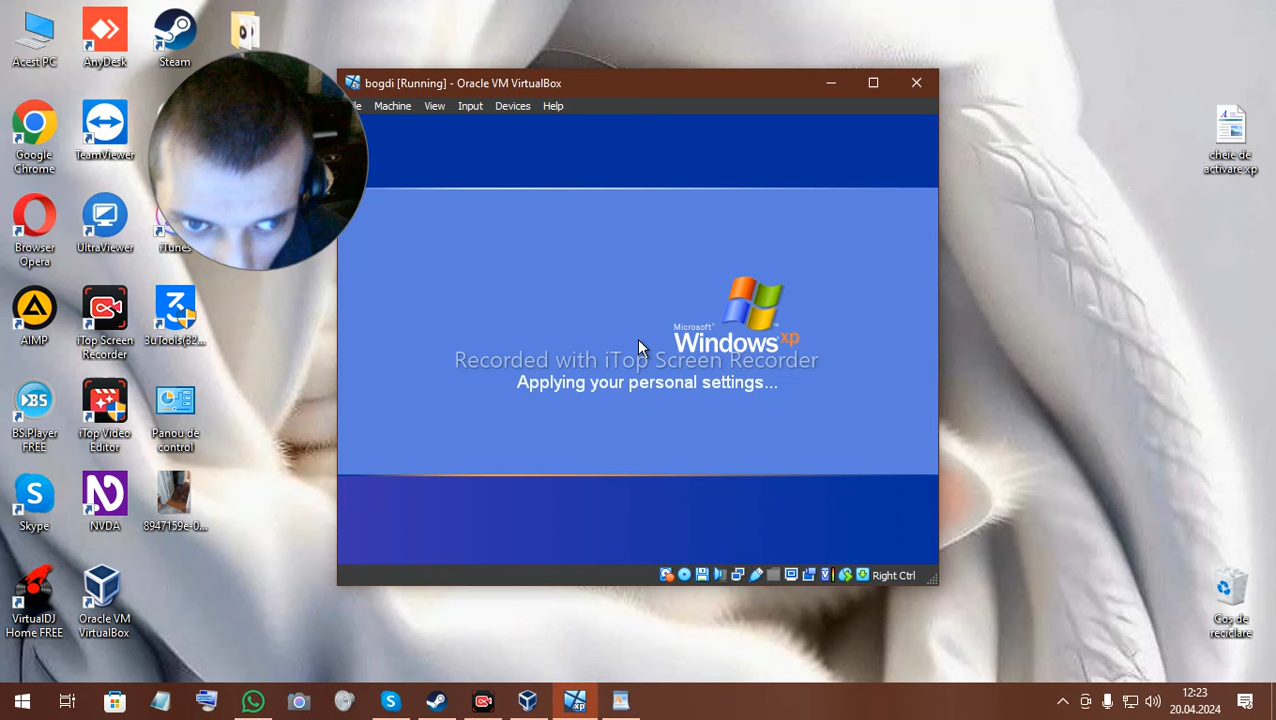 Acest PC
AnyDesk
Steam
Google
Chrome
TeamViewer
Browser
Opera
UltraViewer
iTunes
AIMP
iTop Screen
Recorder
3uTools(32...
BS.Player
FREE
iTop Video
Editor
Panou de
control
Skype
NVDA
8947159e-0...
VirtualDJ
Home FREE
Oracle VM
VirtualBox
bogdi [Running] - Oracle VM VirtualBox
Machine
View
Input
Devices
Help
Microsoft®
Windows xp
Recorded with iTop Screen Recorder
Applying your personal settings...
Right Ctrl
cheie de
activare xp
Coș de
reciclare
12:23
20.04.2024